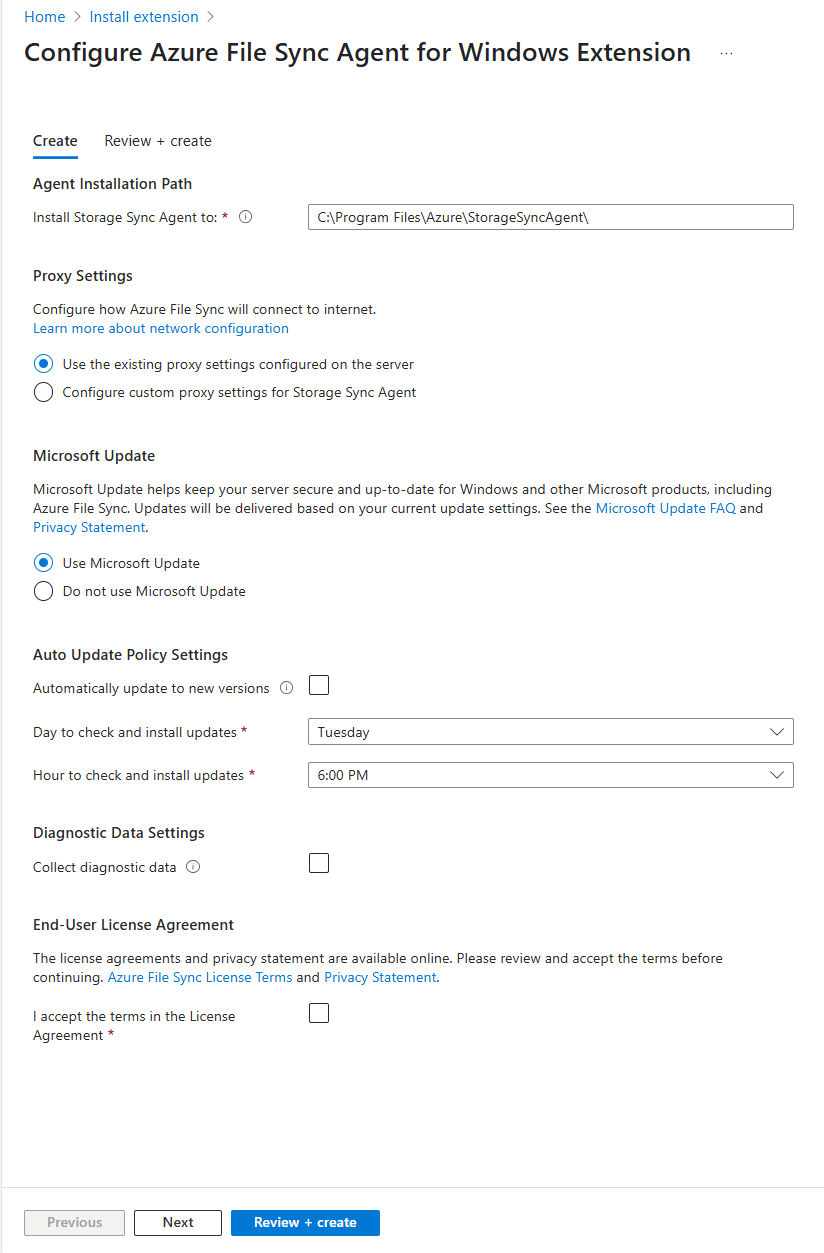 Home > Install extension >
Configure Azure File Sync Agent for Windows Extension ...
Create Review + create
Agent Installation Path
Install Storage Sync Agent to: * C:\Program Files\Azure\StorageSyncAgent\
Proxy Settings
Configure how Azure File Sync will connect to internet.
Learn more about network configuration
Use the existing proxy settings configured on the server
Configure custom proxy settings for Storage Sync Agent
Microsoft Update
Microsoft Update helps keep your server secure and up-to-date for Windows and other Microsoft products, including
Azure File Sync. Updates will be delivered based on your current update settings. See the Microsoft Update FAQ and
Privacy Statement.
Use Microsoft Update
Do not use Microsoft Update
Auto Update Policy Settings
Automatically update to new versions
Day to check and install updates * Tuesday
Hour to check and install updates * 6:00 PM
Diagnostic Data Settings
Collect diagnostic data
End-User License Agreement
The license agreements and privacy statement are available online. Please review and accept the terms before
continuing. Azure File Sync License Terms and Privacy Statement.
I accept the terms in the License
Agreement *
Previous Next Review + create